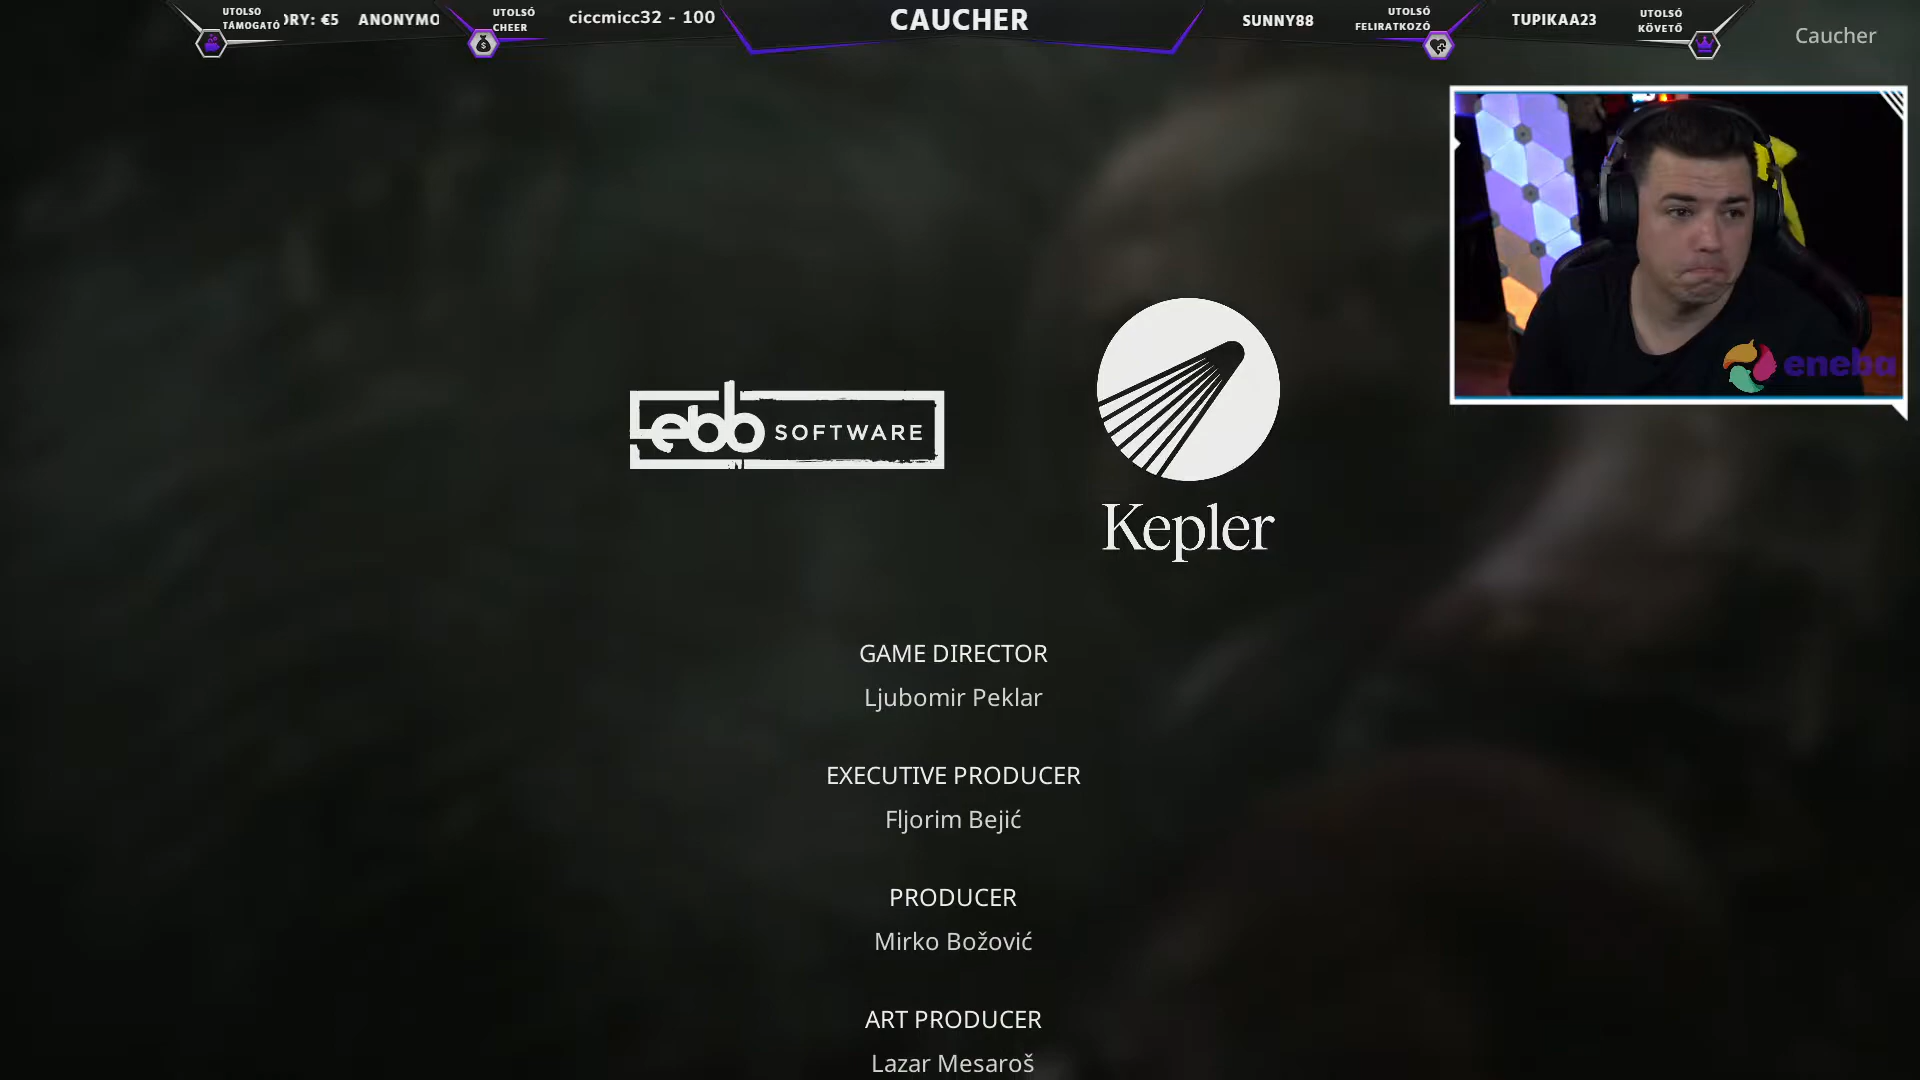 UTOLSÓ
TÁMOGATÓ
ORY: €5 ANONYMO
UTOLSÓ
CHEER
ciccmicc32 - 100
CAUCHER
SUNNY88
UTOLSÓ
FELIRATKOZÓ
TUPIKAA23
UTOLSÓ
KÖVETŐ
Caucher
eneba
ebb SOFTWARE
Kepler
GAME DIRECTOR
Ljubomir Peklar
EXECUTIVE PRODUCER
Fljorim Bejić
PRODUCER
Mirko Božović
ART PRODUCER
Lazar Mesaroš